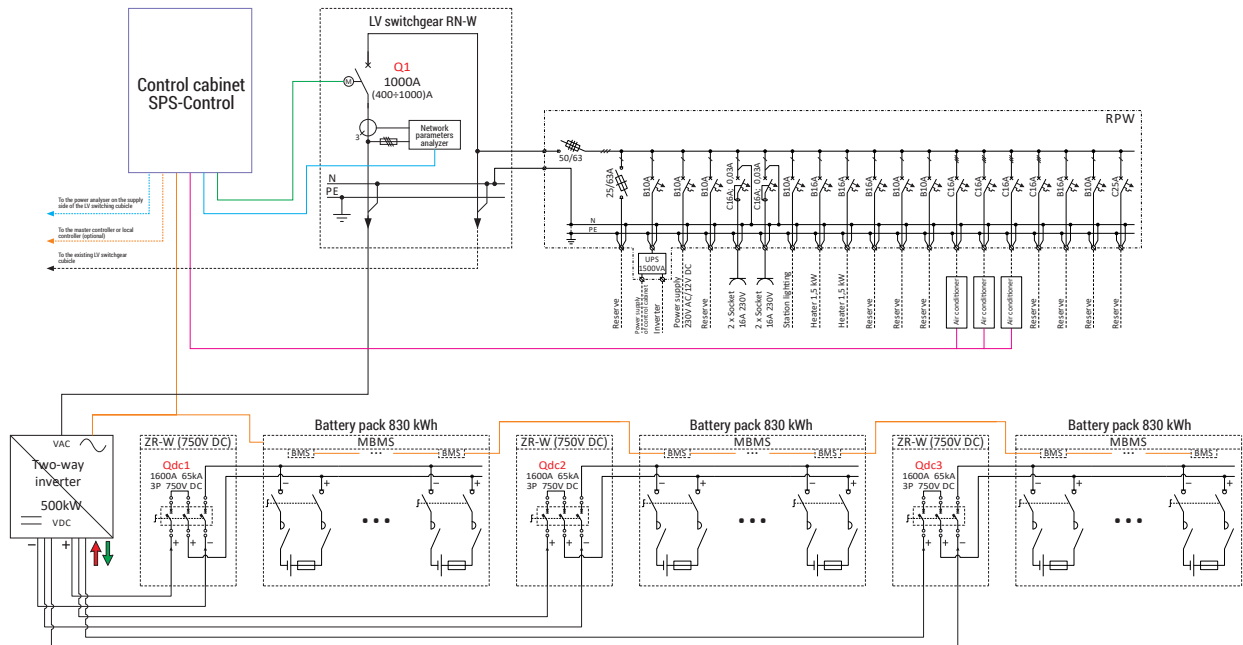 Control cabinet
SPS-Control
LV switchgear RN-W
Q1
1000A
(400÷1000)A
M
3
Network
parameters
analyzer
N
PE
To the power analyser on the supply
side of the LV switching cubicle
To the master controller or local
controller (optional)
To the existing LV switchgear
cubicle
RPW
50/63
25/63A
B10A
B10A
B10A
C16A; 0,03A
C16A; 0,03A
B10A
B16A
B16A
B10A
B10A
B10A
C16A
C16A
C16A
C16A
B16A
B10A
C25A
N
PE
UPS
1500VA
Reserve
Power supply
of control cabinet
Inverter
Power supply
230V AC/12V DC
Reserve
2 x Socket
16A 230V
2 x Socket
16A 230V
Station lighting
Heater 1,5 kW
Heater 1,5 kW
Reserve
Reserve
Reserve
Air conditioner
Air conditioner
Air conditioner
Reserve
Reserve
Reserve
Reserve
VAC
Two-way
inverter
500kW
VDC
− +
ZR-W (750V DC)
Qdc1
1600A 65kA
3P 750V DC
+ + −
Battery pack 830 kWh
MBMS
BMS ... BMS
− + − +
ZR-W (750V DC)
Qdc2
1600A 65kA
3P 750V DC
+ + −
Battery pack 830 kWh
MBMS
BMS ... BMS
− + − +
ZR-W (750V DC)
Qdc3
1600A 65kA
3P 750V DC
+ + −
Battery pack 830 kWh
MBMS
BMS ... BMS
− + − +